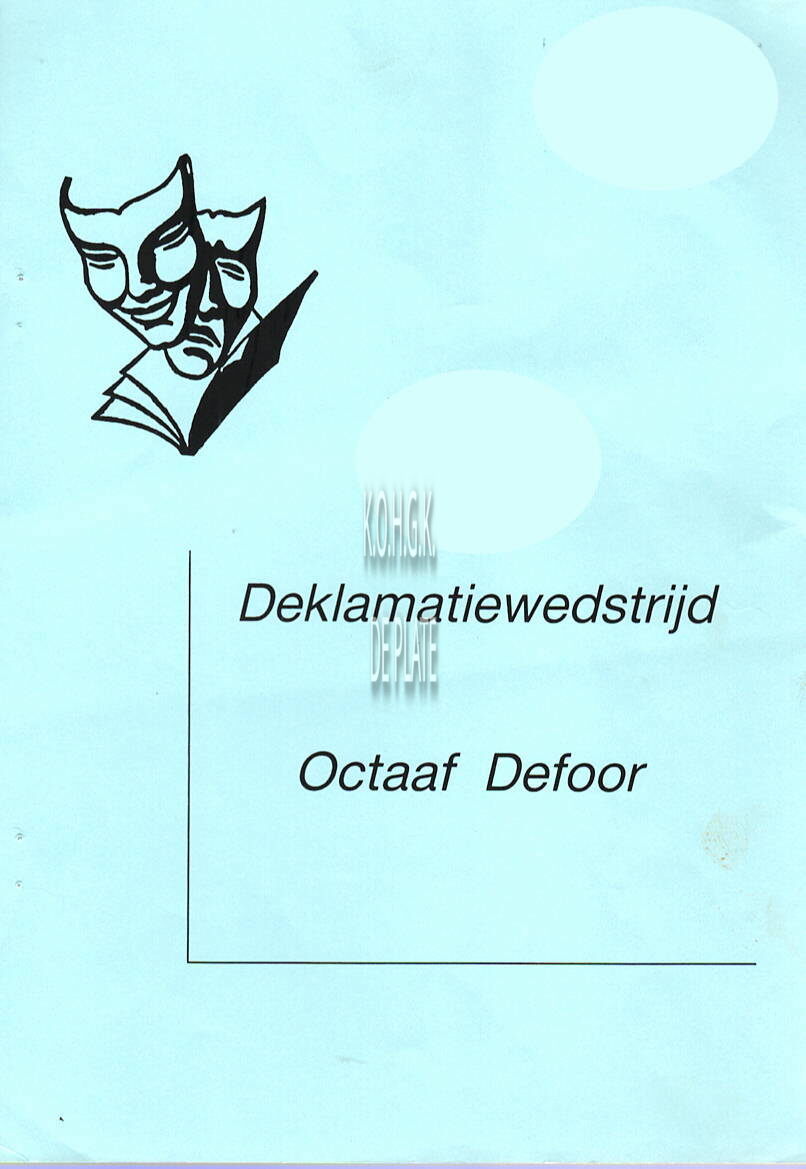 K.O.H.G.K.
Deklamatiewedstrijd
DE PLATE
Octaaf Defoor